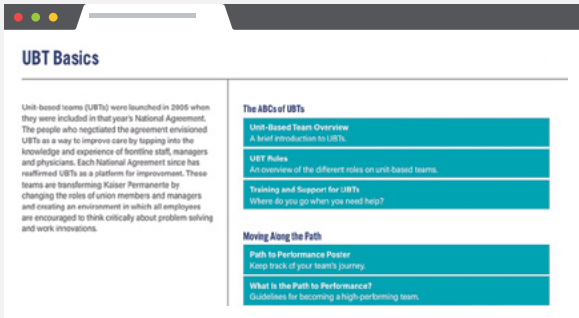 UBT Basics
Unit-based teams (UBTs) were launched in 2005 when
they were included in that year's National Agreement.
The people who negotiated the agreement envisioned
UBTs as a way to improve care by tapping into the
knowledge and experience of frontline staff, managers
and physicians. Each National Agreement since has
reaffirmed UBTs as a platform for improvement. These
teams are transforming Kaiser Permanente by
changing the roles of union members and managers
and creating an environment in which all employees
are encouraged to think critically about problem solving
and work innovations.
The ABCs of UBTs
Unit-Based Team Overview
A brief introduction to UBTs.
UBT Rules
An overview of the different roles on unit-based teams.
Training and Support for UBTs
Where do you go when you need help?
Moving Along the Path
Path to Performance Poster
Keep track of your team's journey.
What is the Path to Performance?
Guidelines for becoming a high-performing team.